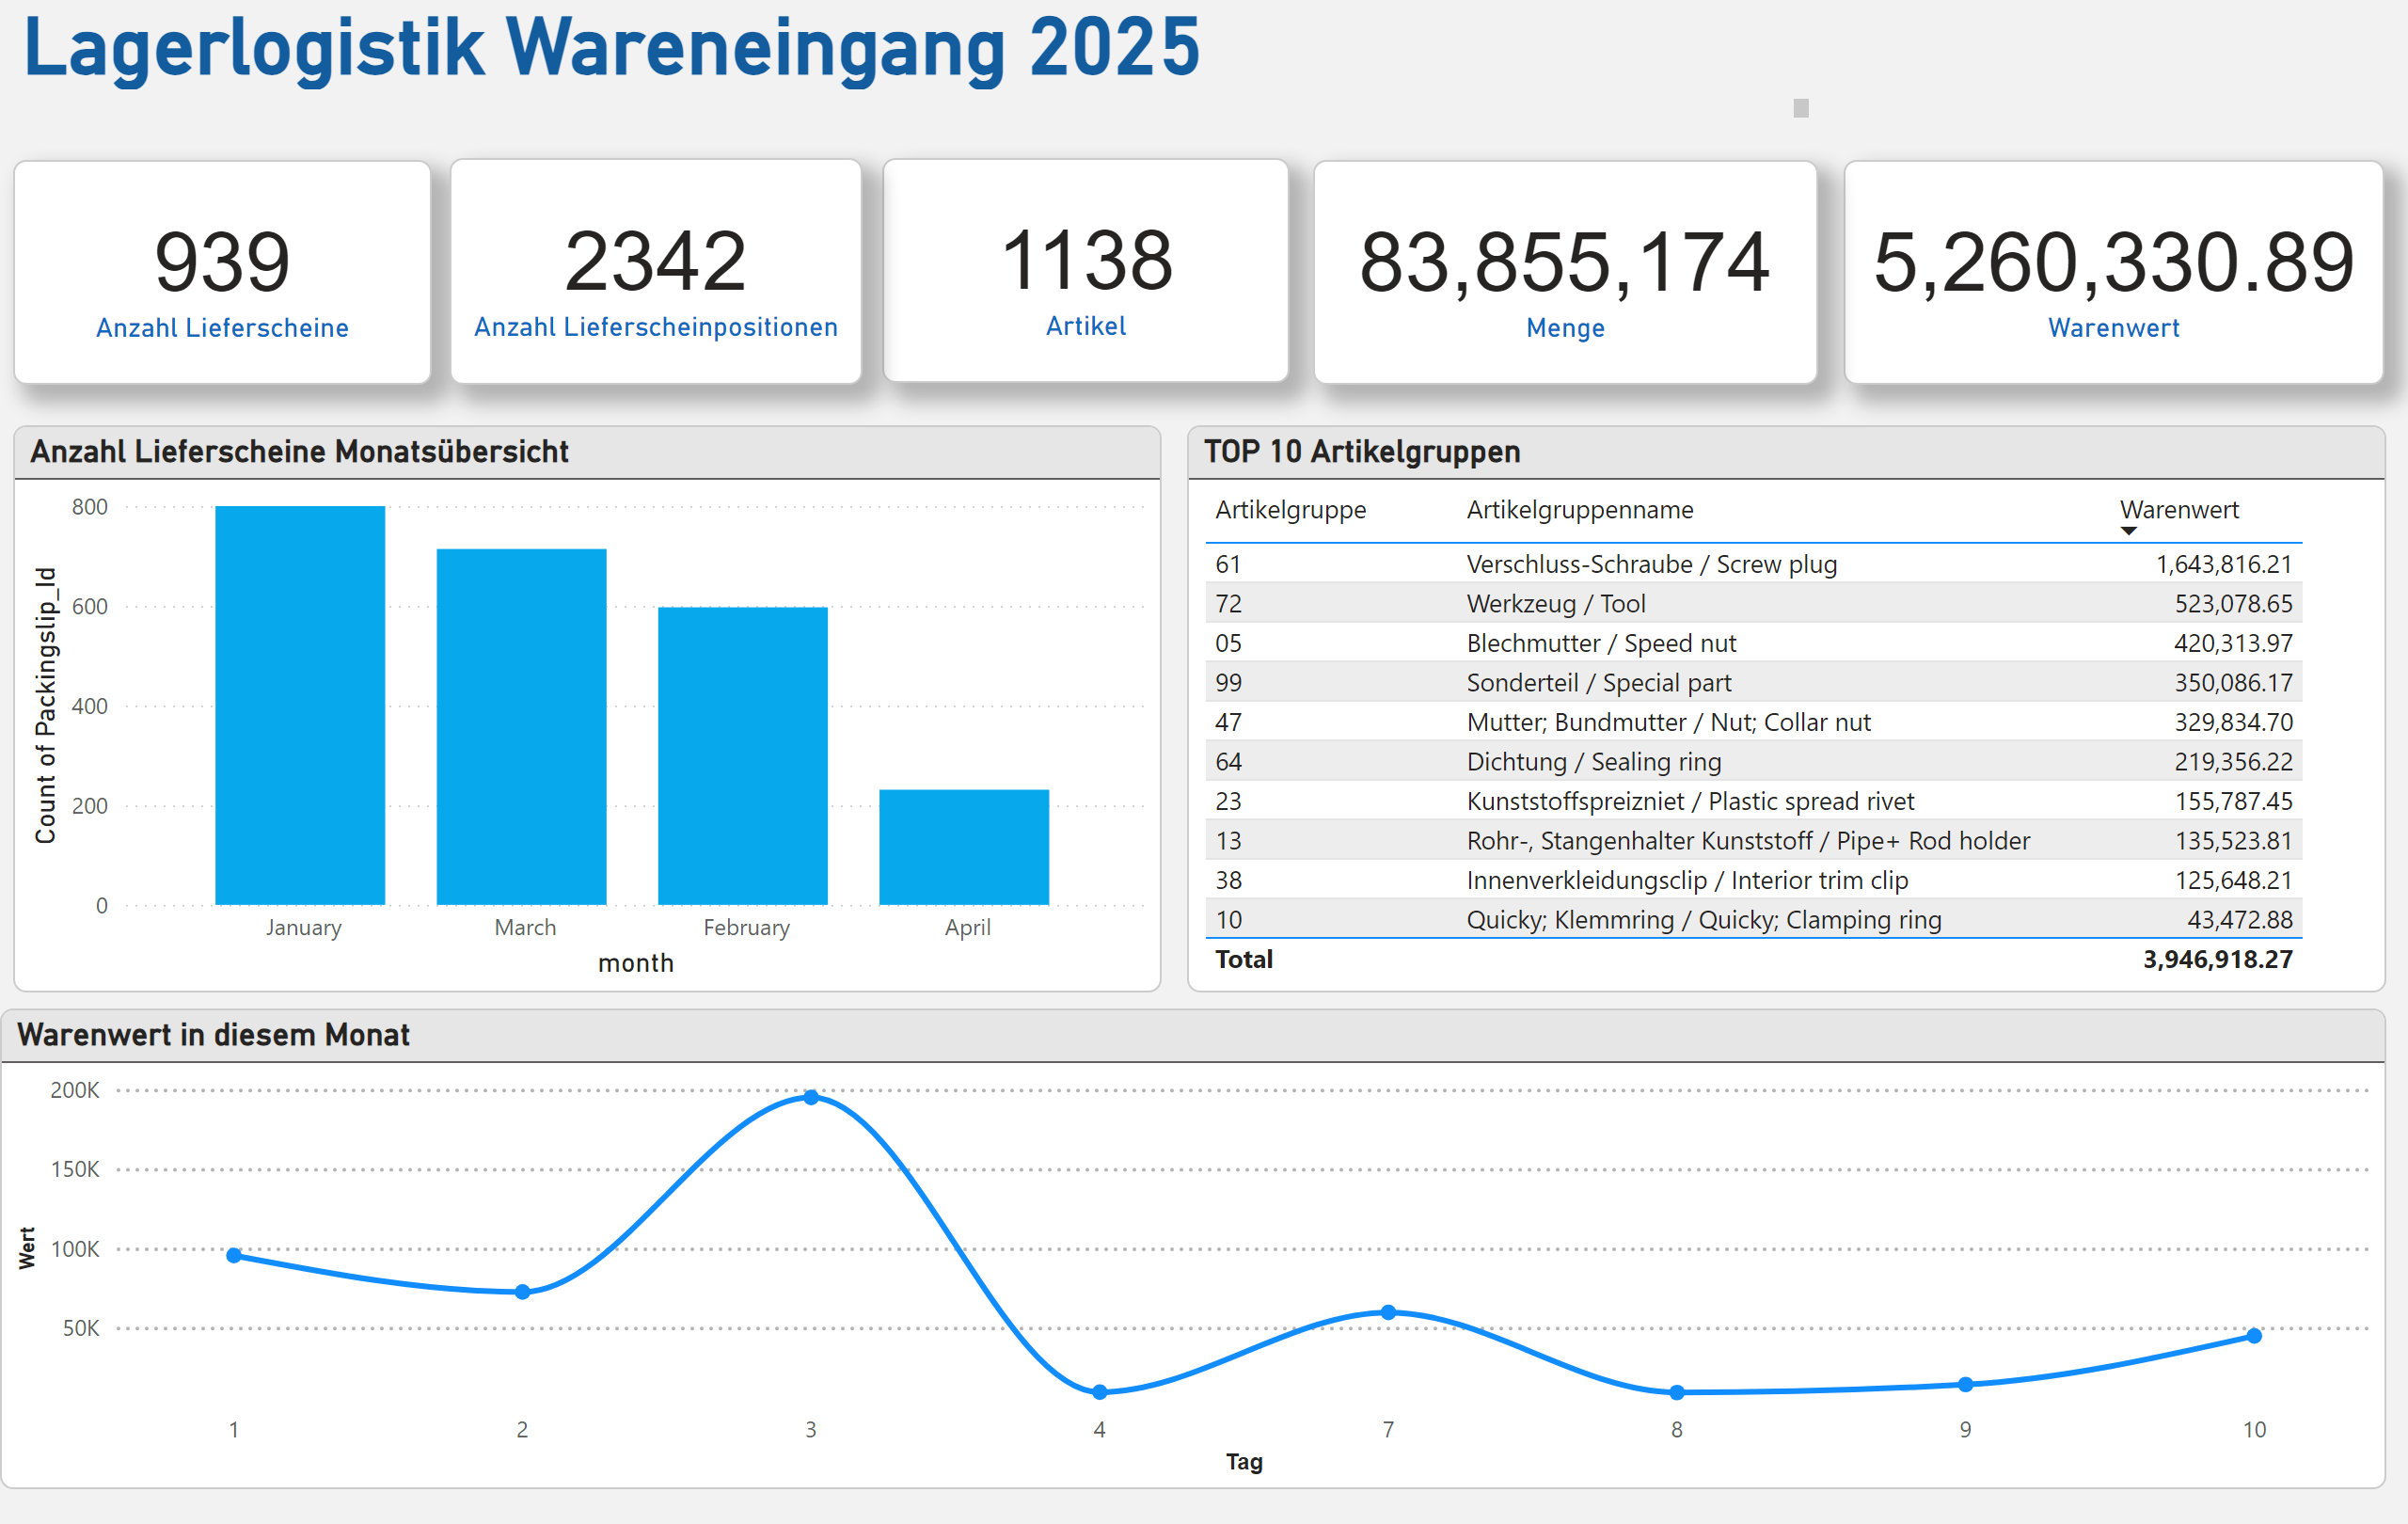 Lagerlogistik Wareneingang 2025
939
Anzahl Lieferscheine
2342
Anzahl Lieferscheinpositionen
1138
Artikel
83,855,174
Menge
5,260,330.89
Warenwert
Anzahl Lieferscheine Monatsübersicht
Count of Packingslip_Id
800
600
400
200
0
January March February April
month
TOP 10 Artikelgruppen
Artikelgruppe Artikelgruppenname Warenwert
61 Verschluss-Schraube / Screw plug 1,643,816.21
72 Werkzeug / Tool 523,078.65
05 Blechmutter / Speed nut 420,313.97
99 Sonderteil / Special part 350,086.17
47 Mutter; Bundmutter / Nut; Collar nut 329,834.70
64 Dichtung / Sealing ring 219,356.22
23 Kunststoffspreizniet / Plastic spread rivet 155,787.45
13 Rohr-, Stangenhalter Kunststoff / Pipe+ Rod holder 135,523.81
38 Innenverkleidungsclip / Interior trim clip 125,648.21
10 Quicky; Klemmring / Quicky; Clamping ring 43,472.88
Total 3,946,918.27
Warenwert in diesem Monat
Wert
200K
150K
100K
50K
1 2 3 4 7 8 9 10
Tag